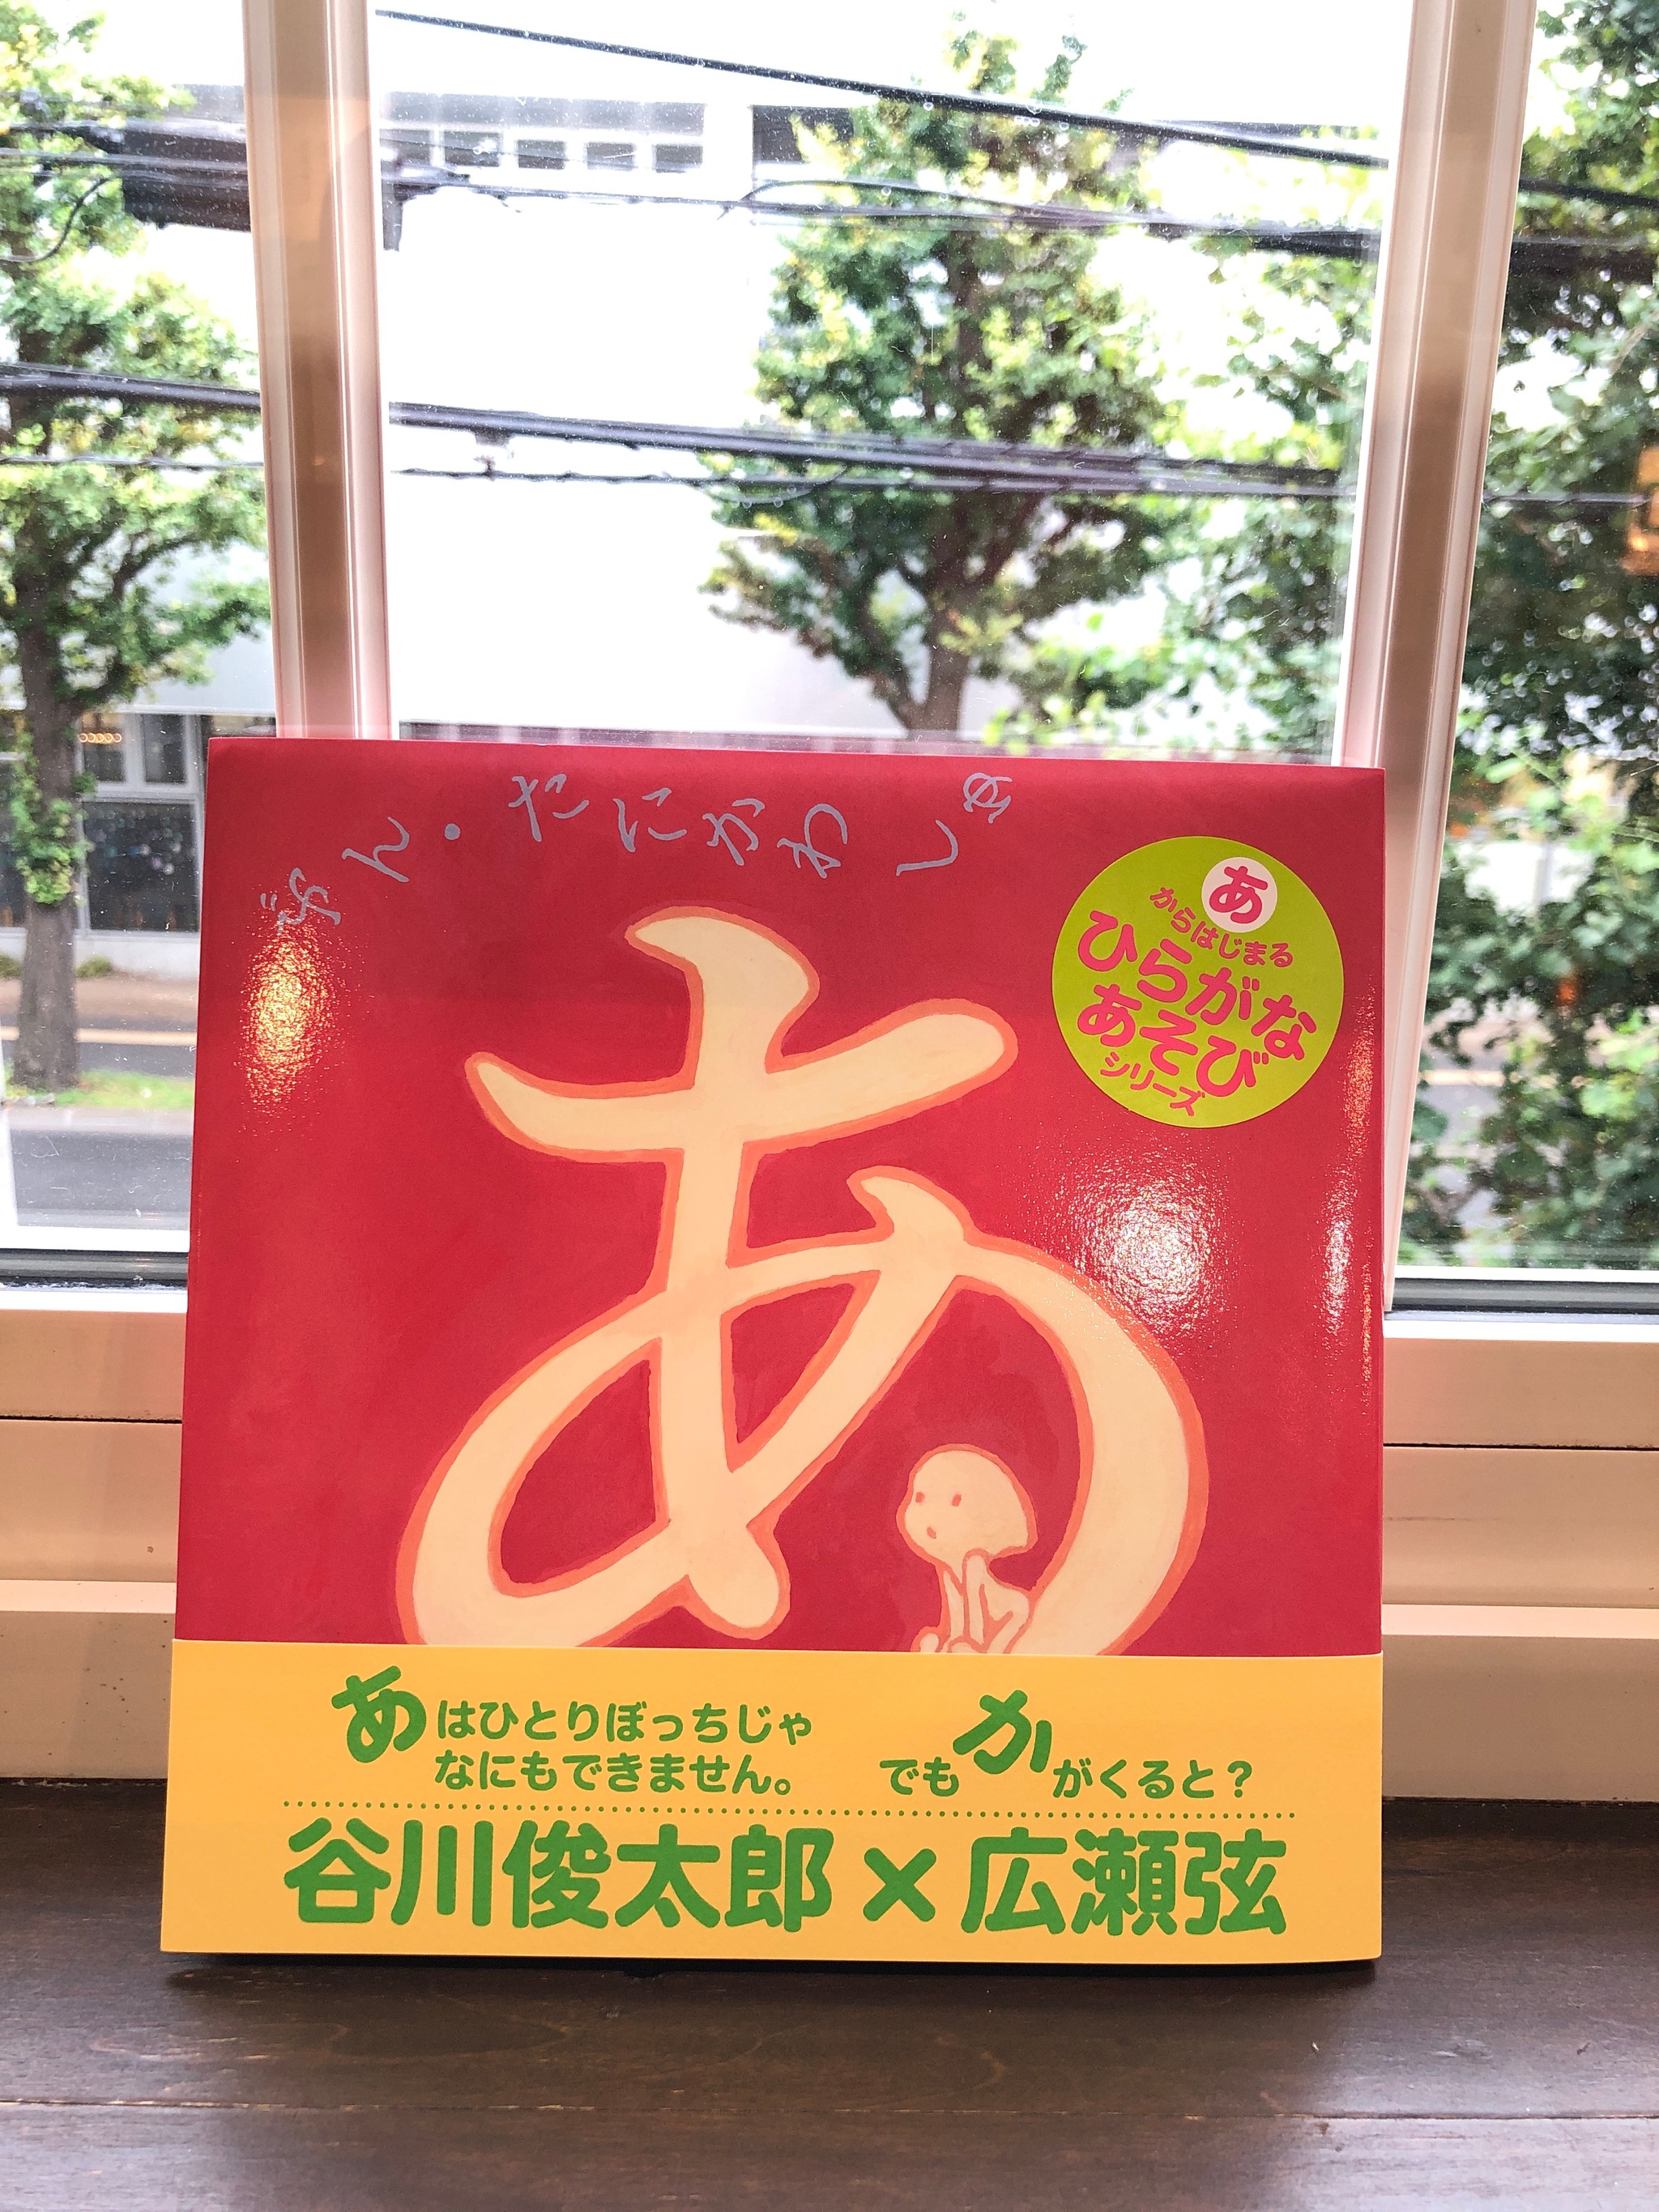 ぶん・たにかわしゅ
あ
からはじまる
ひらがな
あそび
シリーズ
あ
あはひとりぼっちじゃ
なにもできません。
でもかがくると？
谷川俊太郎×広瀬弦